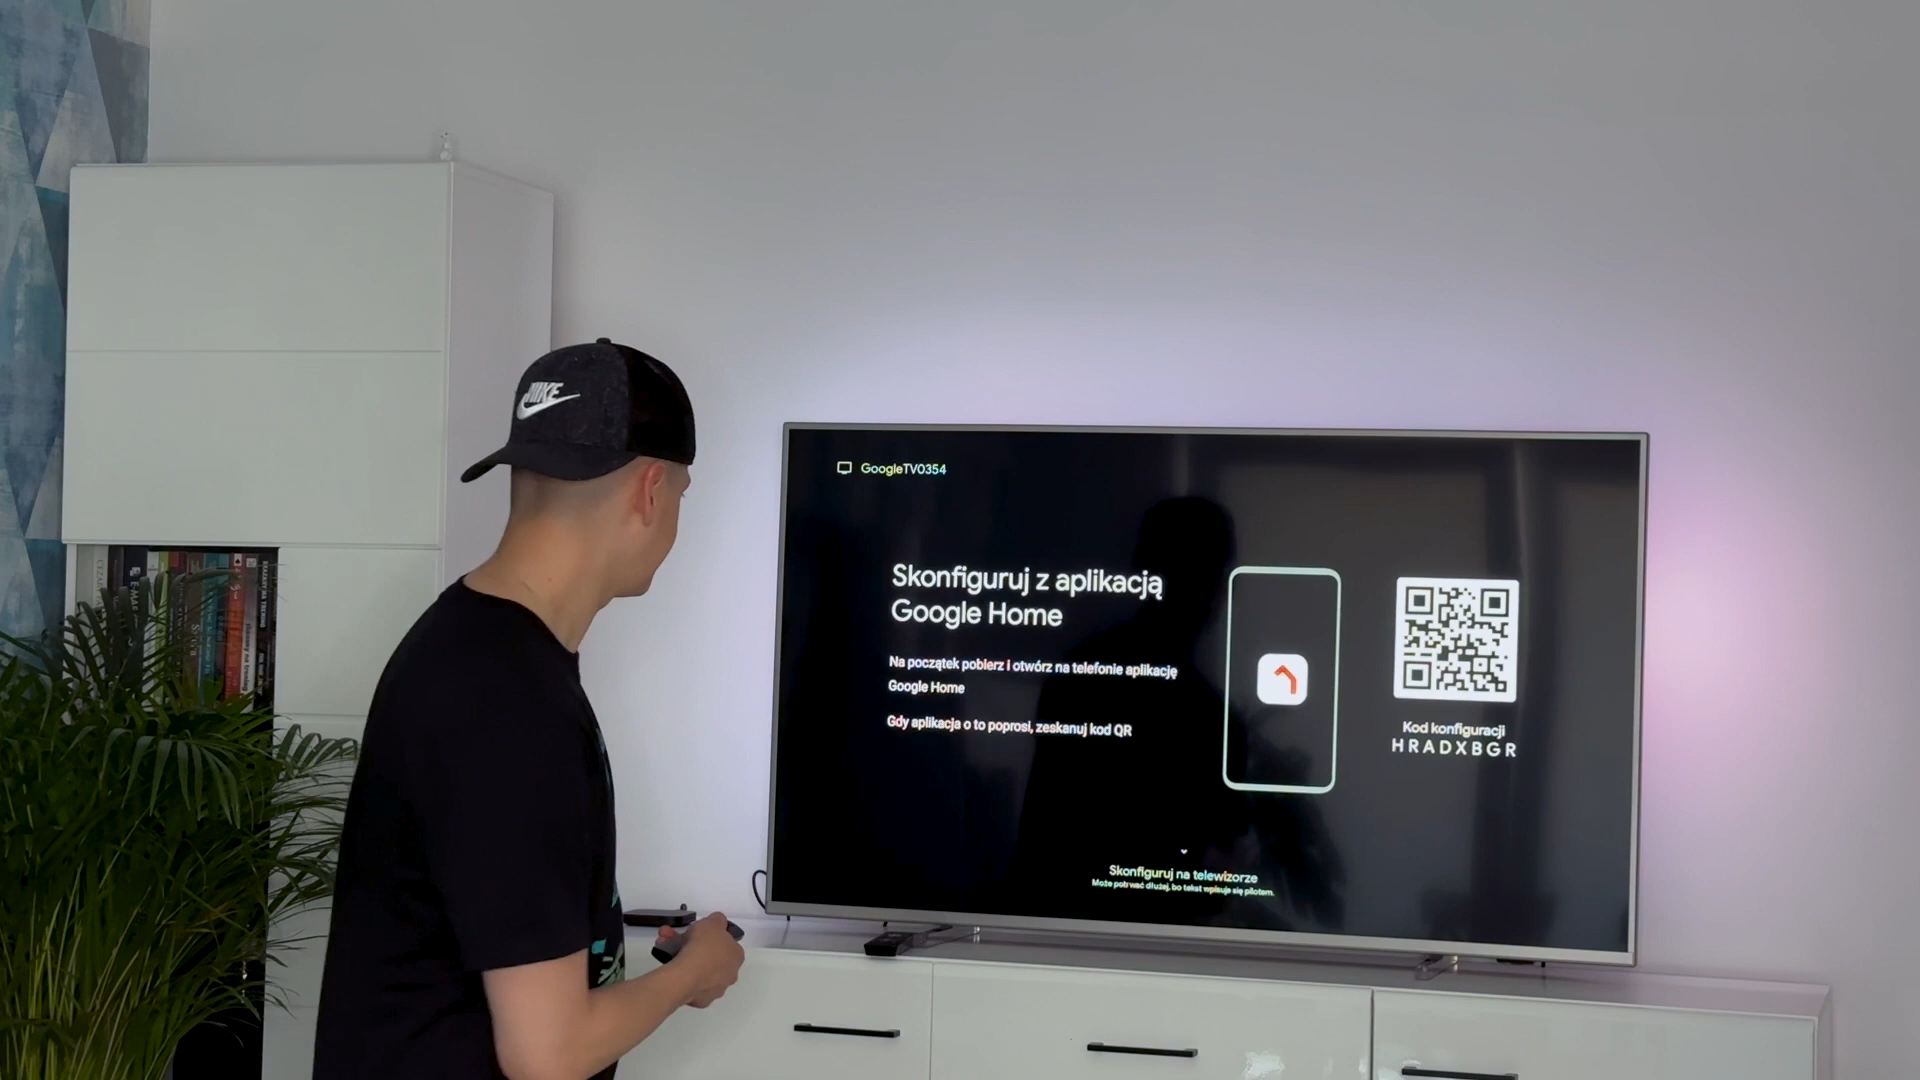 NIKE
GoogleTV0354
Skonfiguruj z aplikacją
Google Home
Na początek pobierz i otwórz na telefonie aplikację
Google Home
Gdy aplikacja o to poprosi, zeskanuj kod QR
Kod konfiguracji
HRADXBGR
Skonfiguruj na telewizorze
Może potrwać dłużej, bo tekst wpisuje się pilotem.